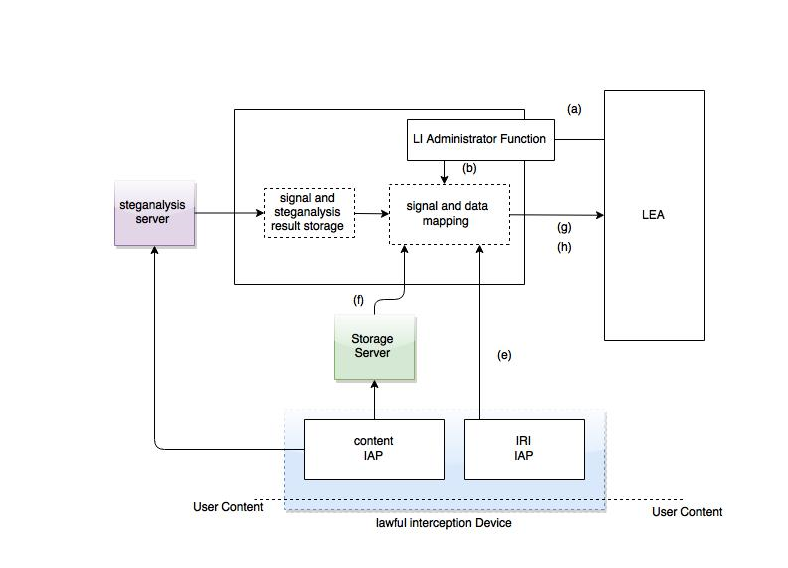 (a)
LI Administrator Function
(b)
steganalysis
server
signal and
steganalysis
result storage
signal and data
mapping
LEA
(g)
(h)
(f)
Storage
Server
(e)
content
IAP
IRI
IAP
User Content
User Content
lawful interception Device